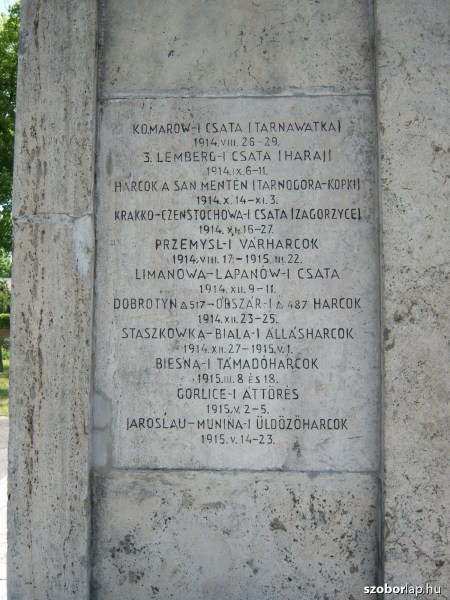 KOMAROW-I CSATA (TARNAWATKA)
1914.VIII.26-29.
3. LEMBERG-I CSATA (HARAJ)
1914.IX.6-11.
HARCOK A SAN MENTÉN (TARNOGORA-KOPKI)
1914.X.14-XI.3.
KRAKKO-CZENSTOCHOWA-I CSATA (ZAGORZYCE)
1914.XI.16-27.
PRZEMYSL-I VÁRHARCOK
1914.VIII.17.-1915.III.22.
LIMANOWA-LAPANÓW-I CSATA
1914.XII.9-11.
DOBROTYN △517-OBSZÁR-I △ 487 HARCOK
1914.XII.23-25.
STASZKOWKA-BIALA-I ÁLLÁSHARCOK
1914.XII.27-1915.V.1.
BIESNA-I TÁMADÓHARCOK
1915.III.8 ÉS 18.
GORLICE-I ÁTTÖRÉS
1915.V.2-5.
JAROSLAU-MUNINA-I ÜLDÖZŐHARCOK
1915.V.14-23.
szoborlap.hu